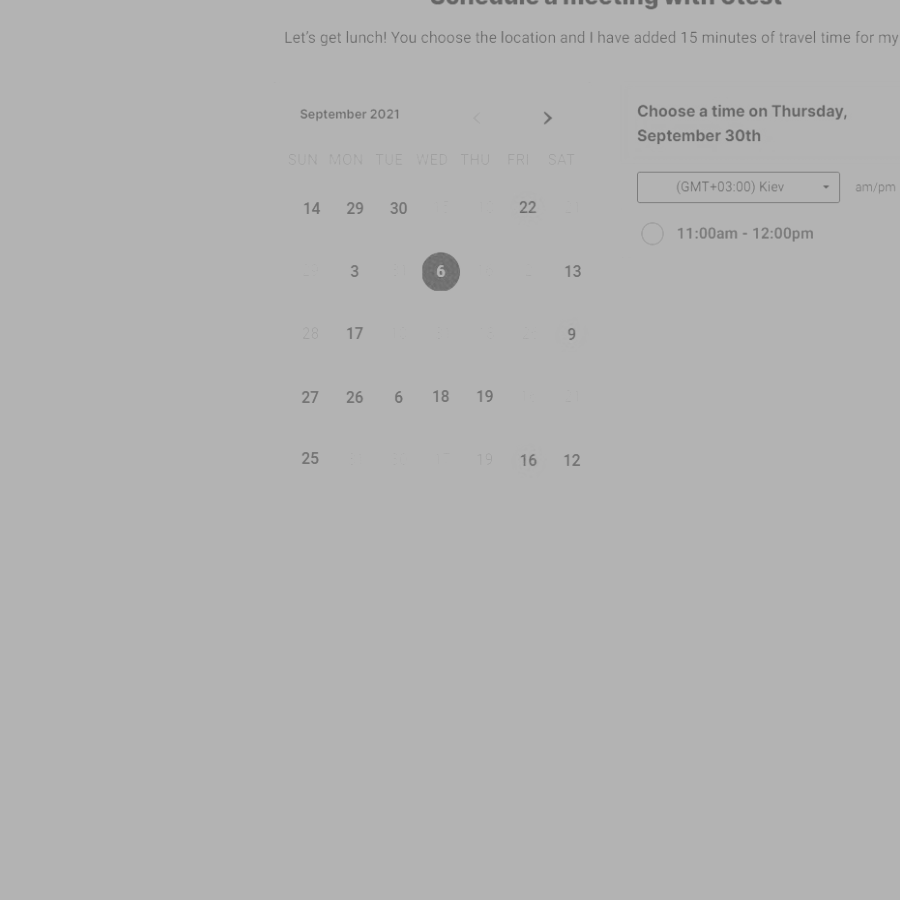 Schedule a meeting with Utest
Let's get lunch! You choose the location and I have added 15 minutes of travel time for my
September 2021
SUN MON TUE WED THU FRI SAT
14 29 30 22
3 6 13
28 17 9
27 26 6 18 19
25 19 16 12
Choose a time on Thursday,
September 30th
(GMT+03:00) Kiev am/pm
11:00am - 12:00pm